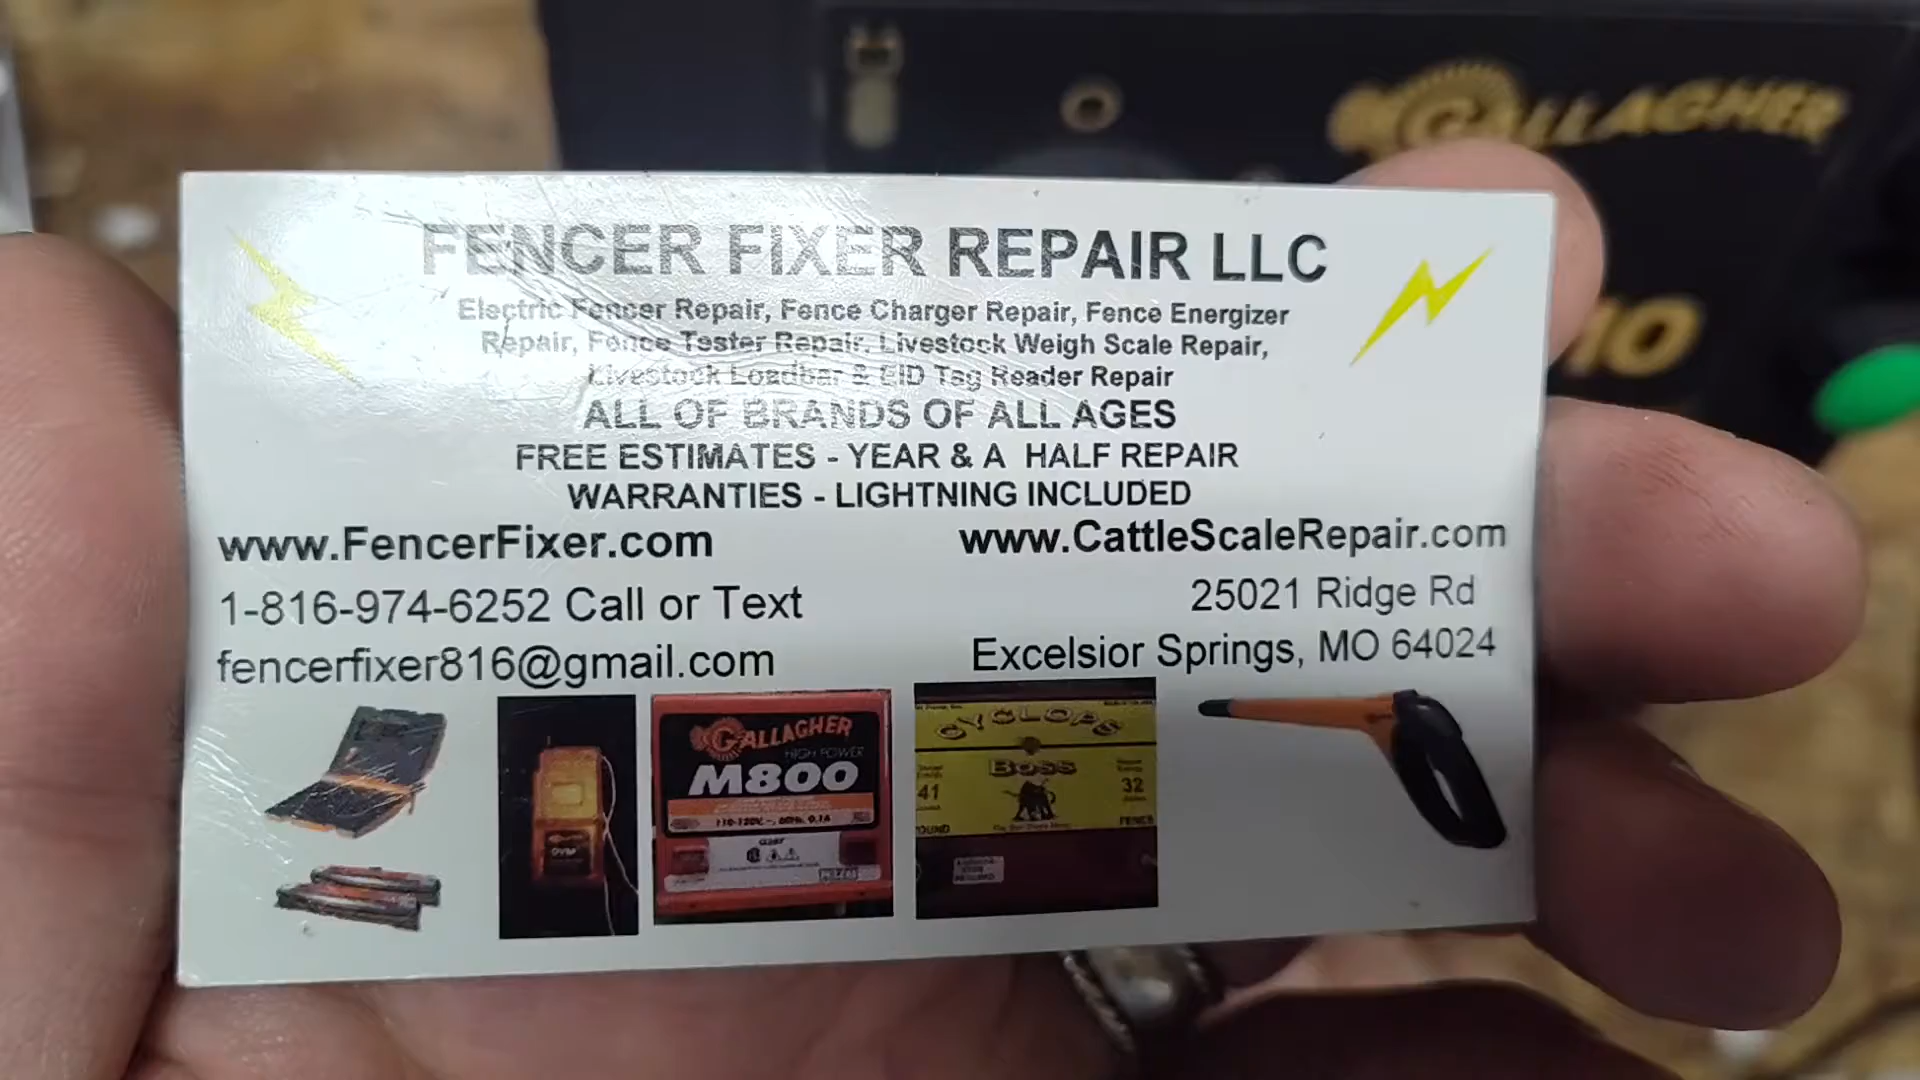 GALLAGHER
FENCER FIXER REPAIR LLC
Electric Fencer Repair, Fence Charger Repair, Fence Energizer
Repair, Fence Tester Repair, Livestock Weigh Scale Repair,
Livestock Loadbar & EID Tag Reader Repair
ALL OF BRANDS OF ALL AGES
FREE ESTIMATES - YEAR & A HALF REPAIR
WARRANTIES - LIGHTNING INCLUDED
www.FencerFixer.com
www.CattleScaleRepair.com
1-816-974-6252 Call or Text
25021 Ridge Rd
fencerfixer816@gmail.com
Excelsior Springs, MO 64024
GALLAGHER
HIGH POWER
M800
CYCLOPS
BOSS
41
32